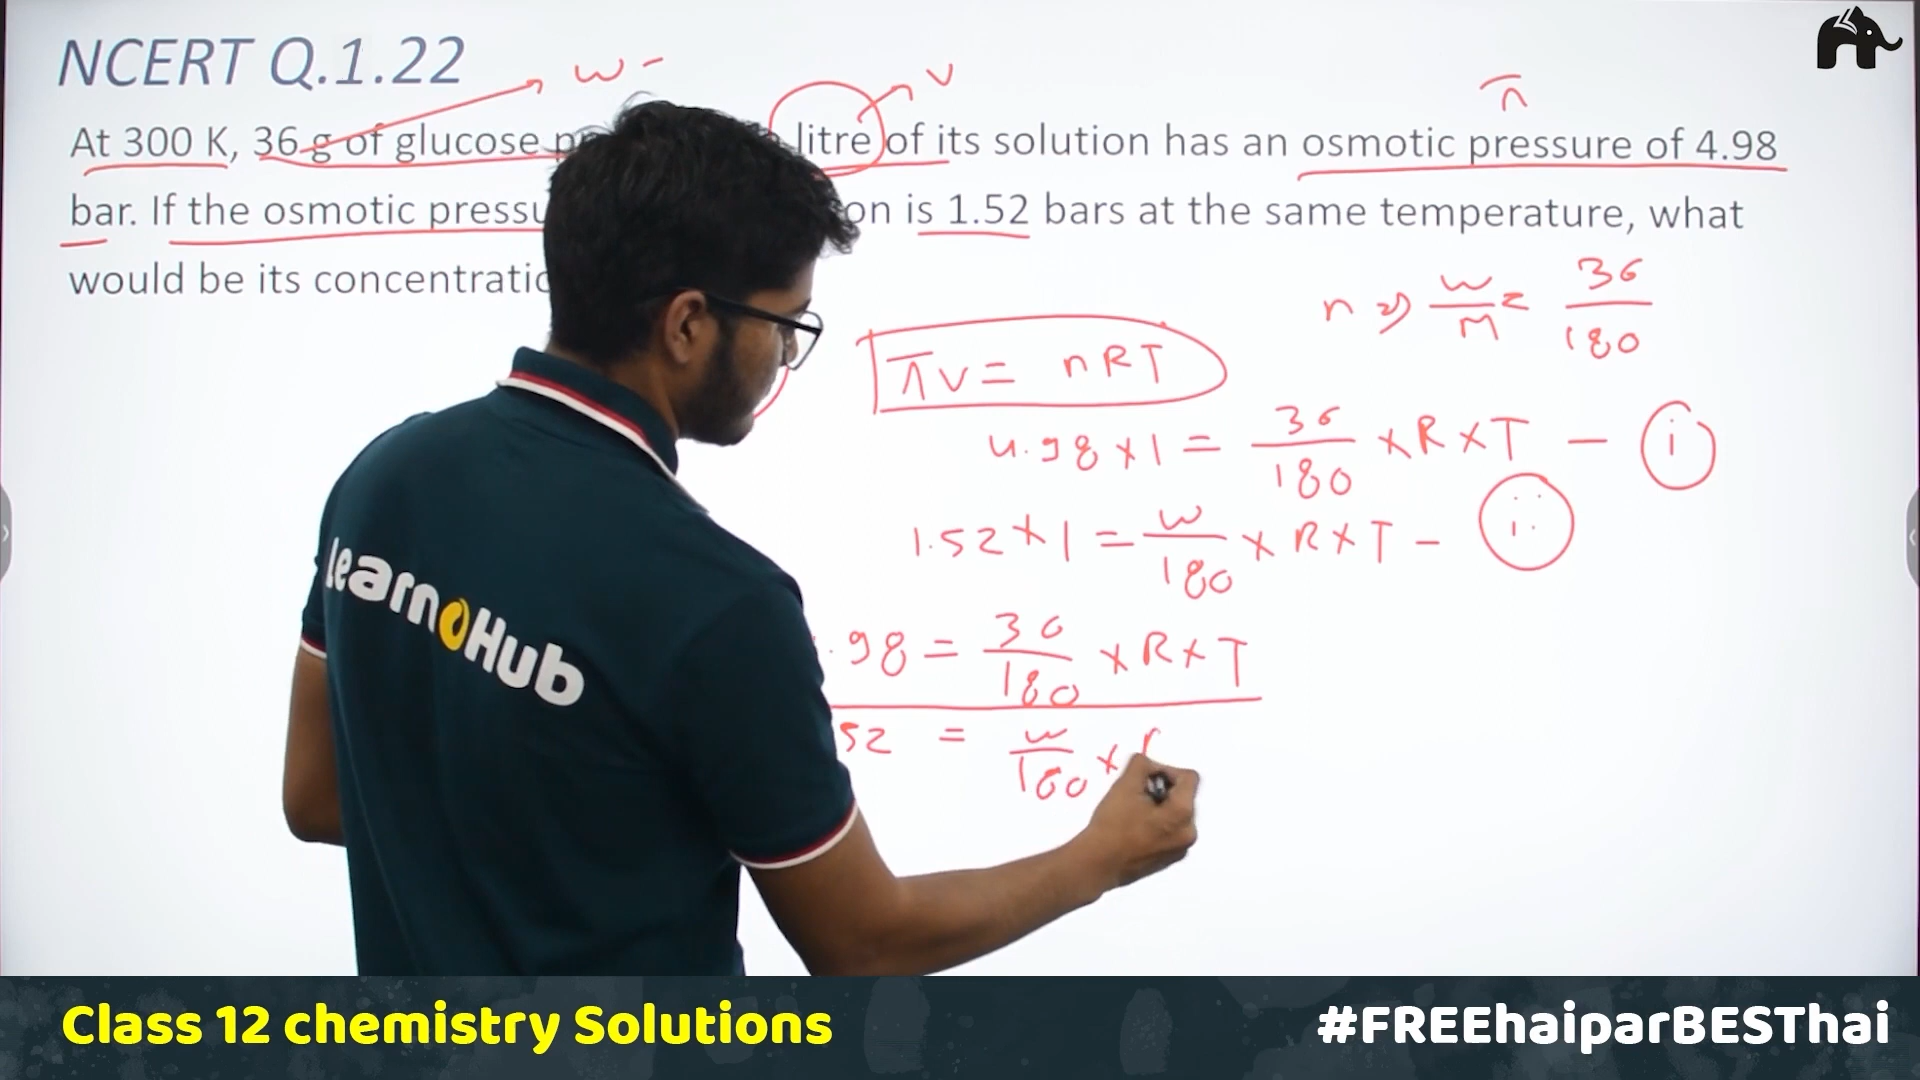 NCERT Q.1.22
w -
v
π
At 300 K, 36 g of glucose litre of its solution has an osmotic pressure of 4.98
bar. If the osmotic is 1.52 bars at the same temperature, what
would be its
n ⇒ w/M = 36/180
πv = nRT
4.98 × 1 = 36/180 × R × T - i
1.52 × 1 = w/180 × R × T - ii
.98 = 36/180 × R × T
52 = w/180 ×
Learnohub
Class 12 chemistry Solutions
#FREEhaiparBESThai